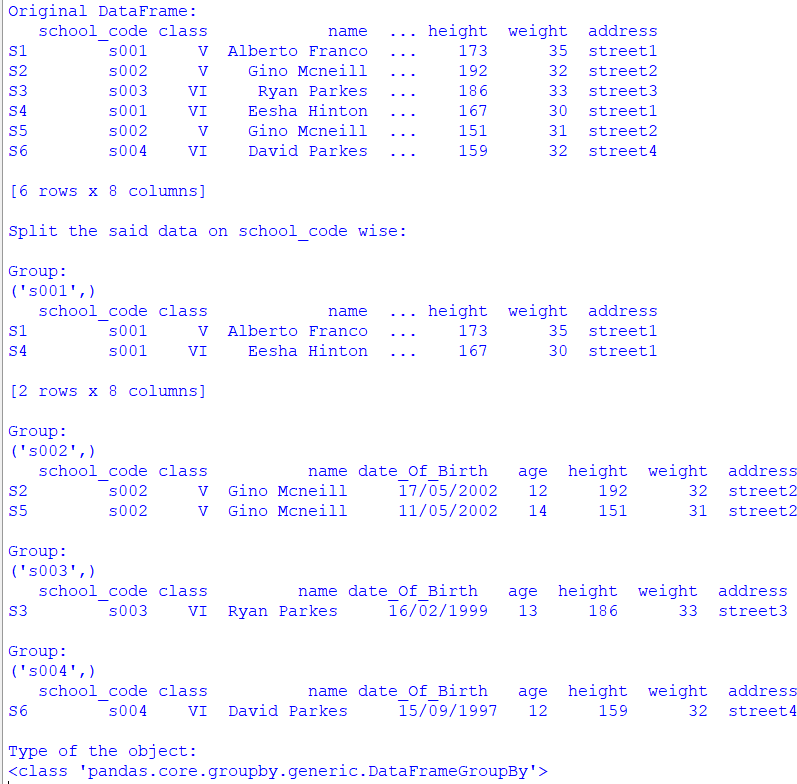 Original DataFrame:
   school_code class            name  ... height  weight  address
S1        s001     V  Alberto Franco  ...    173      35  street1
S2        s002     V    Gino Mcneill  ...    192      32  street2
S3        s003    VI     Ryan Parkes  ...    186      33  street3
S4        s001    VI    Eesha Hinton  ...    167      30  street1
S5        s002     V    Gino Mcneill  ...    151      31  street2
S6        s004    VI    David Parkes  ...    159      32  street4

[6 rows x 8 columns]

Split the said data on school_code wise:

Group:
('s001',)
   school_code class            name  ... height  weight  address
S1        s001     V  Alberto Franco  ...    173      35  street1
S4        s001    VI    Eesha Hinton  ...    167      30  street1

[2 rows x 8 columns]

Group:
('s002',)
   school_code class          name date_Of_Birth   age  height  weight  address
S2        s002     V  Gino Mcneill     17/05/2002   12     192      32  street2
S5        s002     V  Gino Mcneill     11/05/2002   14     151      31  street2

Group:
('s003',)
   school_code class         name date_Of_Birth   age  height  weight  address
S3        s003    VI  Ryan Parkes     16/02/1999   13     186      33  street3

Group:
('s004',)
   school_code class          name date_Of_Birth   age  height  weight  address
S6        s004    VI  David Parkes     15/09/1997   12     159      32  street4

Type of the object:
<class 'pandas.core.groupby.generic.DataFrameGroupBy'>